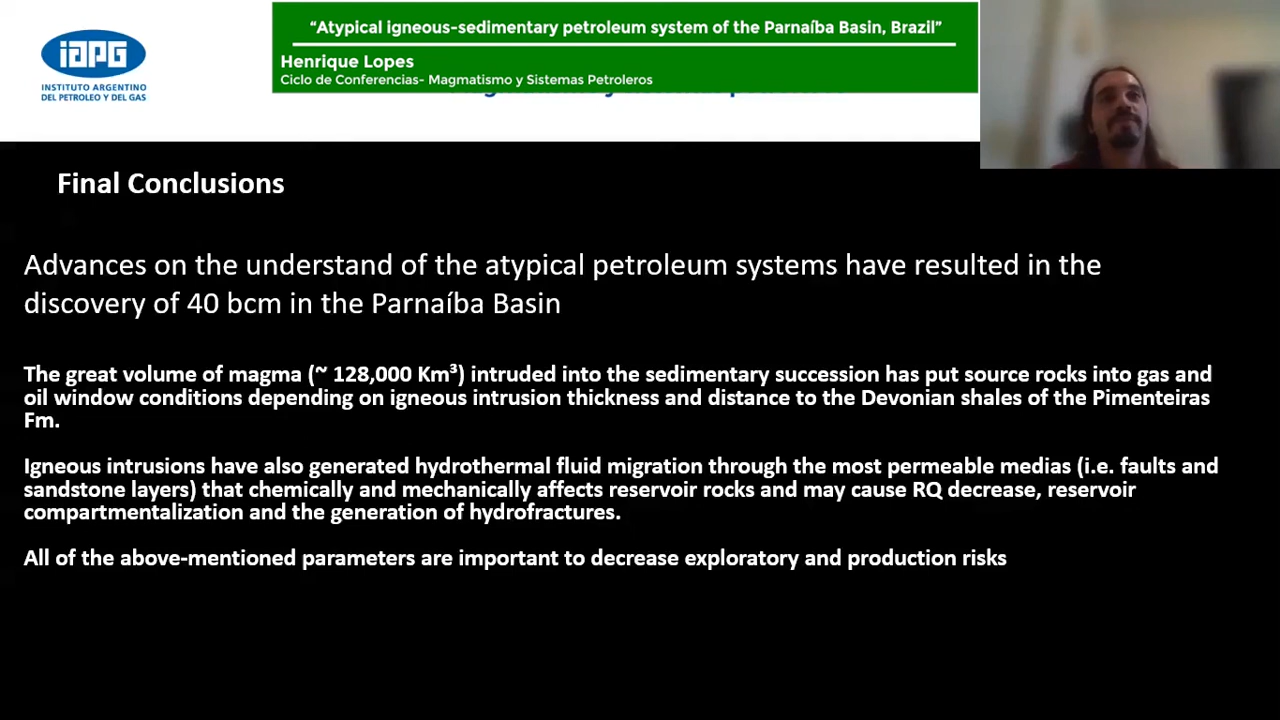 iAPG
INSTITUTO ARGENTINO
DEL PETROLEO Y DEL GAS
“Atypical igneous-sedimentary petroleum system of the Parnaíba Basin, Brazil”
Henrique Lopes
Ciclo de Conferencias- Magmatismo y Sistemas Petroleros
Final Conclusions
Advances on the understand of the atypical petroleum systems have resulted in the
discovery of 40 bcm in the Parnaíba Basin
The great volume of magma (~ 128,000 Km³) intruded into the sedimentary succession has put source rocks into gas and
oil window conditions depending on igneous intrusion thickness and distance to the Devonian shales of the Pimenteiras
Fm.
Igneous intrusions have also generated hydrothermal fluid migration through the most permeable medias (i.e. faults and
sandstone layers) that chemically and mechanically affects reservoir rocks and may cause RQ decrease, reservoir
compartmentalization and the generation of hydrofractures.
All of the above-mentioned parameters are important to decrease exploratory and production risks